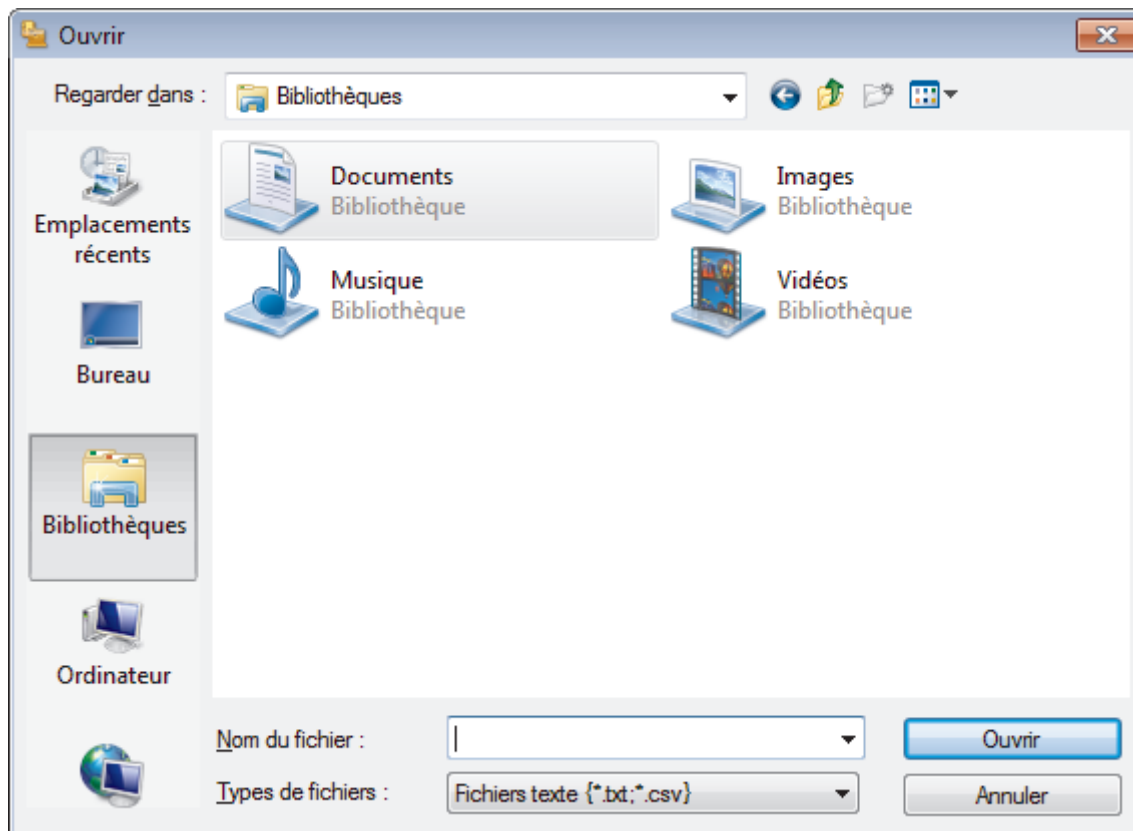 Ouvrir
Regarder dans :
Bibliothèques
Emplacements
récents
Bureau
Bibliothèques
Ordinateur
Documents
Bibliothèque
Images
Bibliothèque
Musique
Bibliothèque
Vidéos
Bibliothèque
Nom du fichier :
Ouvrir
Types de fichiers :
Fichiers texte {*.txt;*.csv}
Annuler